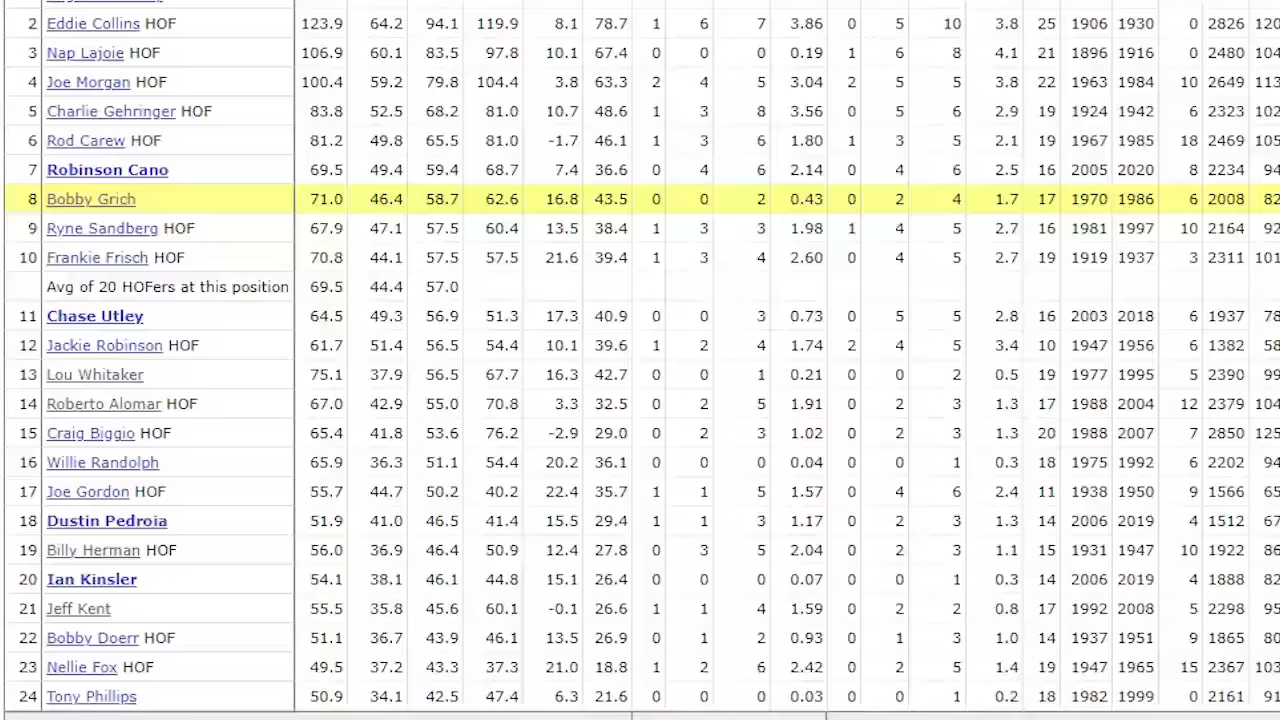 2 Eddie Collins HOF 123.9 64.2 94.1 119.9 8.1 78.7 1 6 7 3.86 0 5 10 3.8 25 1906 1930 0 2826 120
3 Nap Lajoie HOF 106.9 60.1 83.5 97.8 10.1 67.4 0 0 0 0.19 1 6 8 4.1 21 1896 1916 0 2480 104
4 Joe Morgan HOF 100.4 59.2 79.8 104.4 3.8 63.3 2 4 5 3.04 2 5 5 3.8 22 1963 1984 10 2649 113
5 Charlie Gehringer HOF 83.8 52.5 68.2 81.0 10.7 48.6 1 3 8 3.56 0 5 6 2.9 19 1924 1942 6 2323 102
6 Rod Carew HOF 81.2 49.8 65.5 81.0 -1.7 46.1 1 3 6 1.80 1 3 5 2.1 19 1967 1985 18 2469 105
7 Robinson Cano 69.5 49.4 59.4 68.7 7.4 36.6 0 4 6 2.14 0 4 6 2.5 16 2005 2020 8 2234 94
8 Bobby Grich 71.0 46.4 58.7 62.6 16.8 43.5 0 0 2 0.43 0 2 4 1.7 17 1970 1986 6 2008 82
9 Ryne Sandberg HOF 67.9 47.1 57.5 60.4 13.5 38.4 1 3 3 1.98 1 4 5 2.7 16 1981 1997 10 2164 92
10 Frankie Frisch HOF 70.8 44.1 57.5 57.5 21.6 39.4 1 3 4 2.60 0 4 5 2.7 19 1919 1937 3 2311 101
Avg of 20 HOFers at this position 69.5 44.4 57.0
11 Chase Utley 64.5 49.3 56.9 51.3 17.3 40.9 0 0 3 0.73 0 5 5 2.8 16 2003 2018 6 1937 78
12 Jackie Robinson HOF 61.7 51.4 56.5 54.4 10.1 39.6 1 2 4 1.74 2 4 5 3.4 10 1947 1956 6 1382 58
13 Lou Whitaker 75.1 37.9 56.5 67.7 16.3 42.7 0 0 1 0.21 0 0 2 0.5 19 1977 1995 5 2390 99
14 Roberto Alomar HOF 67.0 42.9 55.0 70.8 3.3 32.5 0 2 5 1.91 0 2 3 1.3 17 1988 2004 12 2379 104
15 Craig Biggio HOF 65.4 41.8 53.6 76.2 -2.9 29.0 0 2 3 1.02 0 2 3 1.3 20 1988 2007 7 2850 125
16 Willie Randolph 65.9 36.3 51.1 54.4 20.2 36.1 0 0 0 0.04 0 0 1 0.3 18 1975 1992 6 2202 94
17 Joe Gordon HOF 55.7 44.7 50.2 40.2 22.4 35.7 1 1 5 1.57 0 4 6 2.4 11 1938 1950 9 1566 65
18 Dustin Pedroia 51.9 41.0 46.5 41.4 15.5 29.4 1 1 3 1.17 0 2 3 1.3 14 2006 2019 4 1512 67
19 Billy Herman HOF 56.0 36.9 46.4 50.9 12.4 27.8 0 3 5 2.04 0 2 3 1.1 15 1931 1947 10 1922 86
20 Ian Kinsler 54.1 38.1 46.1 44.8 15.1 26.4 0 0 0 0.07 0 0 1 0.3 14 2006 2019 4 1888 82
21 Jeff Kent 55.5 35.8 45.6 60.1 -0.1 26.6 1 1 4 1.59 0 2 2 0.8 17 1992 2008 5 2298 95
22 Bobby Doerr HOF 51.1 36.7 43.9 46.1 13.5 26.9 0 1 2 0.93 0 1 3 1.0 14 1937 1951 9 1865 80
23 Nellie Fox HOF 49.5 37.2 43.3 37.3 21.0 18.8 1 2 6 2.42 0 2 5 1.4 19 1947 1965 15 2367 103
24 Tony Phillips 50.9 34.1 42.5 47.4 6.3 21.6 0 0 0 0.03 0 0 1 0.2 18 1982 1999 0 2161 91